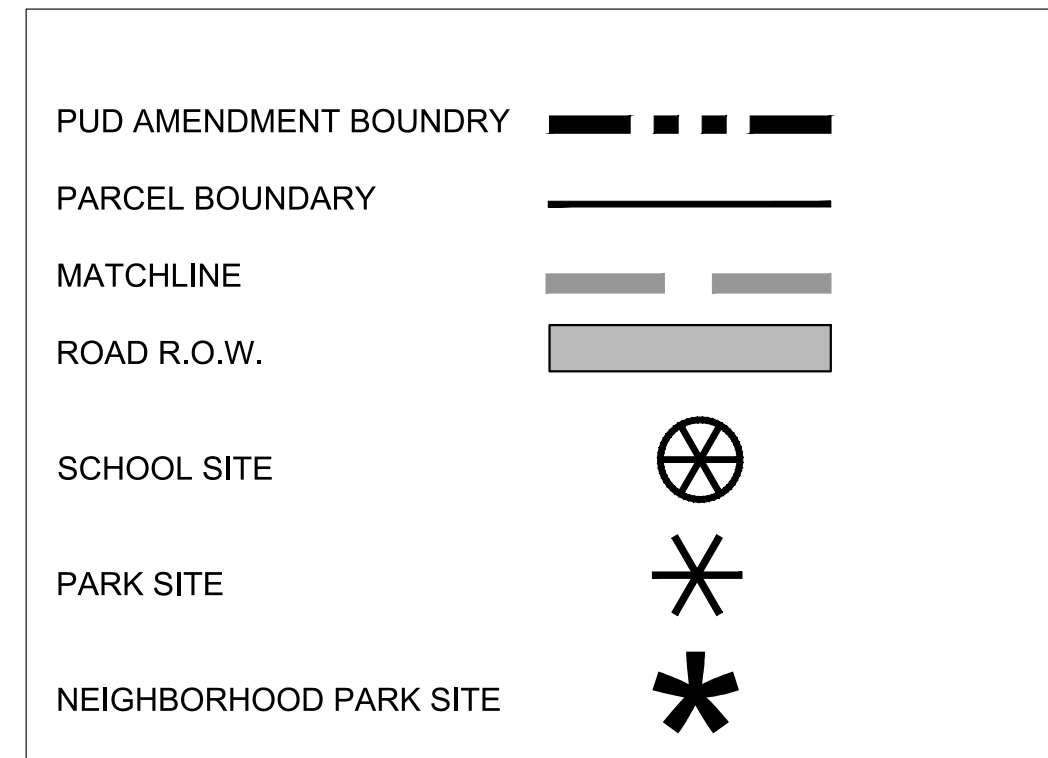 PUD AMENDMENT BOUNDRY
PARCEL BOUNDARY
MATCHLINE
ROAD R.O.W.
SCHOOL SITE
PARK SITE
NEIGHBORHOOD PARK SITE